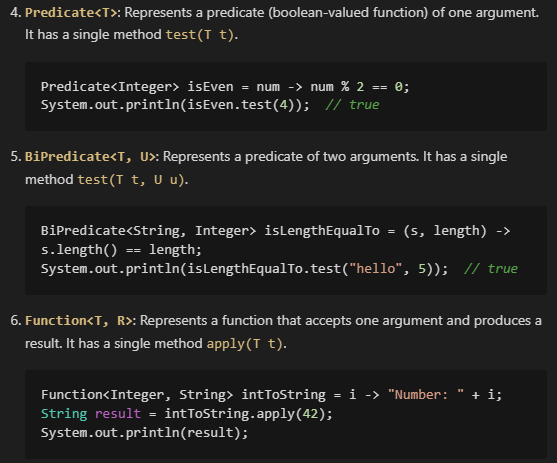 4. Predicate<T>: Represents a predicate (boolean-valued function) of one argument.
It has a single method test(T t).
Predicate<Integer> isEven = num -> num % 2 == 0;
System.out.println(isEven.test(4));  // true
5. BiPredicate<T, U>: Represents a predicate of two arguments. It has a single
method test(T t, U u).
BiPredicate<String, Integer> isLengthEqualTo = (s, length) ->
s.length() == length;
System.out.println(isLengthEqualTo.test("hello", 5));  // true
6. Function<T, R>: Represents a function that accepts one argument and produces a
result. It has a single method apply(T t).
Function<Integer, String> intToString = i -> "Number: " + i;
String result = intToString.apply(42);
System.out.println(result);